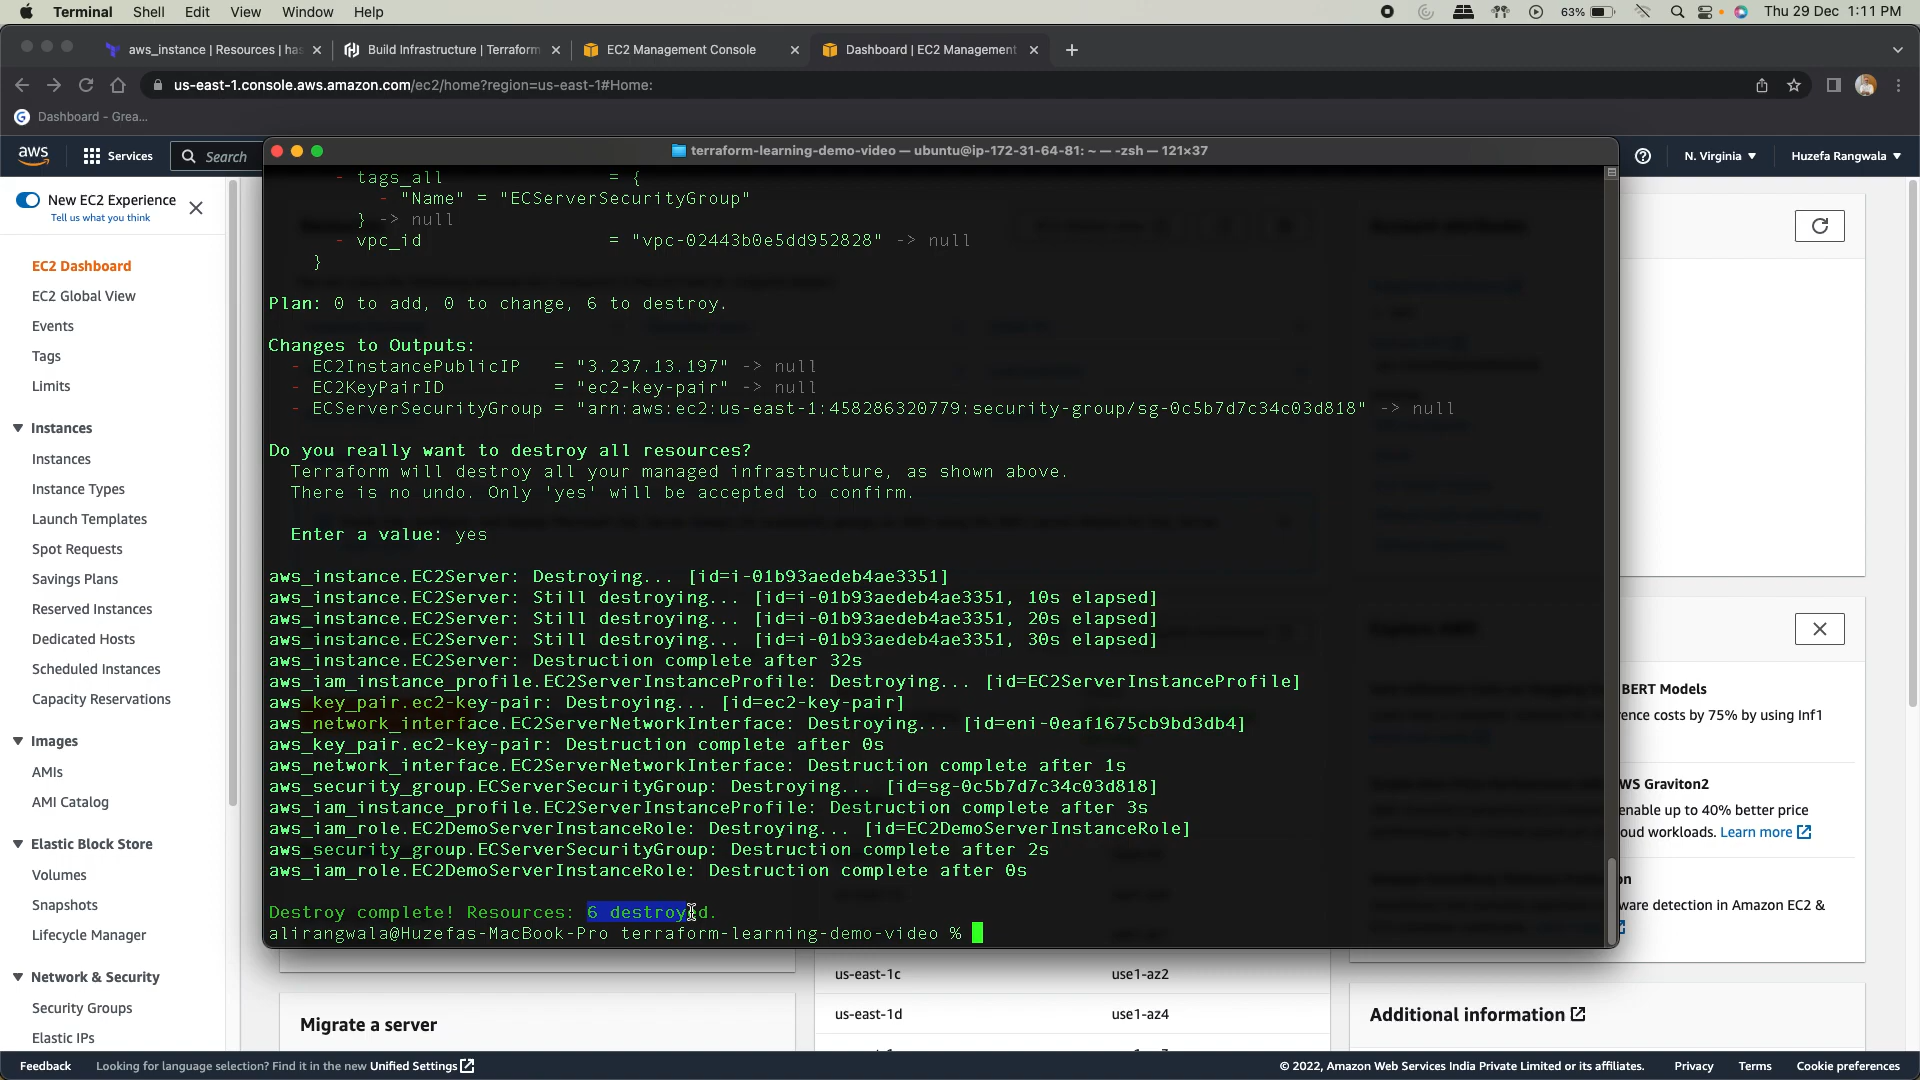 Terminal Shell Edit View Window Help 63% Thu 29 Dec 1:11 PM
aws_instance | Resources | has Build Infrastructure | Terraform EC2 Management Console Dashboard | EC2 Management
us-east-1.console.aws.amazon.com/ec2/home?region=us-east-1#Home:
Dashboard - Grea...
aws Services Search N. Virginia Huzefa Rangwala
terraform-learning-demo-video — ubuntu@ip-172-31-64-81: ~ — -zsh — 121×37
New EC2 Experience
Tell us what you think
EC2 Dashboard
EC2 Global View
Events
Tags
Limits
Instances
Instances
Instance Types
Launch Templates
Spot Requests
Savings Plans
Reserved Instances
Dedicated Hosts
Scheduled Instances
Capacity Reservations
Images
AMIs
AMI Catalog
Elastic Block Store
Volumes
Snapshots
Lifecycle Manager
Network & Security
Security Groups
Elastic IPs
- tags_all = {
- "Name" = "ECServerSecurityGroup"
} -> null
- vpc_id = "vpc-02443b0e5dd952828" -> null
}
Plan: 0 to add, 0 to change, 6 to destroy.
Changes to Outputs:
- EC2InstancePublicIP = "3.237.13.197" -> null
- EC2KeyPairID = "ec2-key-pair" -> null
- ECServerSecurityGroup = "arn:aws:ec2:us-east-1:458286320779:security-group/sg-0c5b7d7c34c03d818" -> null
Do you really want to destroy all resources?
Terraform will destroy all your managed infrastructure, as shown above.
There is no undo. Only 'yes' will be accepted to confirm.
Enter a value: yes
aws_instance.EC2Server: Destroying... [id=i-01b93aedeb4ae3351]
aws_instance.EC2Server: Still destroying... [id=i-01b93aedeb4ae3351, 10s elapsed]
aws_instance.EC2Server: Still destroying... [id=i-01b93aedeb4ae3351, 20s elapsed]
aws_instance.EC2Server: Still destroying... [id=i-01b93aedeb4ae3351, 30s elapsed]
aws_instance.EC2Server: Destruction complete after 32s
aws_iam_instance_profile.EC2ServerInstanceProfile: Destroying... [id=EC2ServerInstanceProfile]
aws_key_pair.ec2-key-pair: Destroying... [id=ec2-key-pair]
aws_network_interface.EC2ServerNetworkInterface: Destroying... [id=eni-0eaf1675cb9bd3db4]
aws_key_pair.ec2-key-pair: Destruction complete after 0s
aws_network_interface.EC2ServerNetworkInterface: Destruction complete after 1s
aws_security_group.ECServerSecurityGroup: Destroying... [id=sg-0c5b7d7c34c03d818]
aws_iam_instance_profile.EC2ServerInstanceProfile: Destruction complete after 3s
aws_iam_role.EC2DemoServerInstanceRole: Destroying... [id=EC2DemoServerInstanceRole]
aws_security_group.ECServerSecurityGroup: Destruction complete after 2s
aws_iam_role.EC2DemoServerInstanceRole: Destruction complete after 0s
Destroy complete! Resources: 6 destroyed.
alirangwala@Huzefas-MacBook-Pro terraform-learning-demo-video %
BERT Models
ence costs by 75% by using Inf1
WS Graviton2
enable up to 40% better price
oud workloads. Learn more
on
ware detection in Amazon EC2 &
us-east-1c use1-az2
us-east-1d use1-az4
Migrate a server
Additional information
Feedback Looking for language selection? Find it in the new Unified Settings © 2022, Amazon Web Services India Private Limited or its affiliates. Privacy Terms Cookie preferences